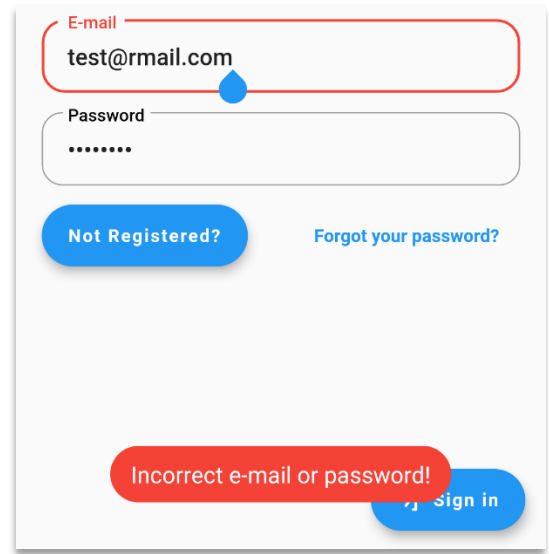 E-mail
test@rmail.com
Password
••••••••
Not Registered?
Forgot your password?
Incorrect e-mail or password!
Sign in